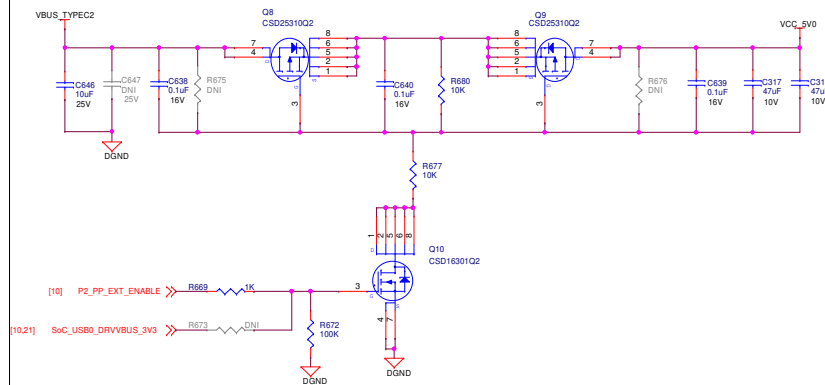 Q8
CSD25310Q2
Q9
CSD25310Q2
VBUS_TYPEC2
VCC_5V0
7
4
D
G
S
3
8
6
5
2
1
8
6
5
2
1
S
G
D
3
7
4
C646
10uF
25V
C647
DNI
25V
C638
0.1uF
16V
R675
DNI
C640
0.1uF
16V
R680
10K
R676
DNI
C639
0.1uF
16V
C317
47uF
10V
C31
47u
10V
DGND
R677
10K
1
2
5
6
8
D
Q10
CSD16301Q2
[10] P2_PP_EXT_ENABLE
R669
1K
3
G
[10,21] SoC_USB0_DRVVBUS_3V3
R673
DNI
R672
100K
4
7
DGND
DGND